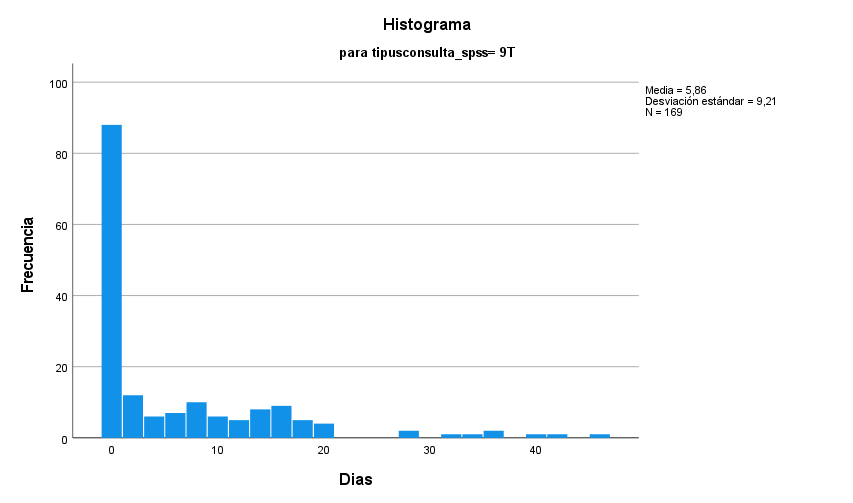 Histograma
para tipusconsulta_spss= 9T
Media = 5,86
Desviación estándar = 9,21
N = 169
Frecuencia
100
80
60
40
20
0
0 10 20 30 40
Dias